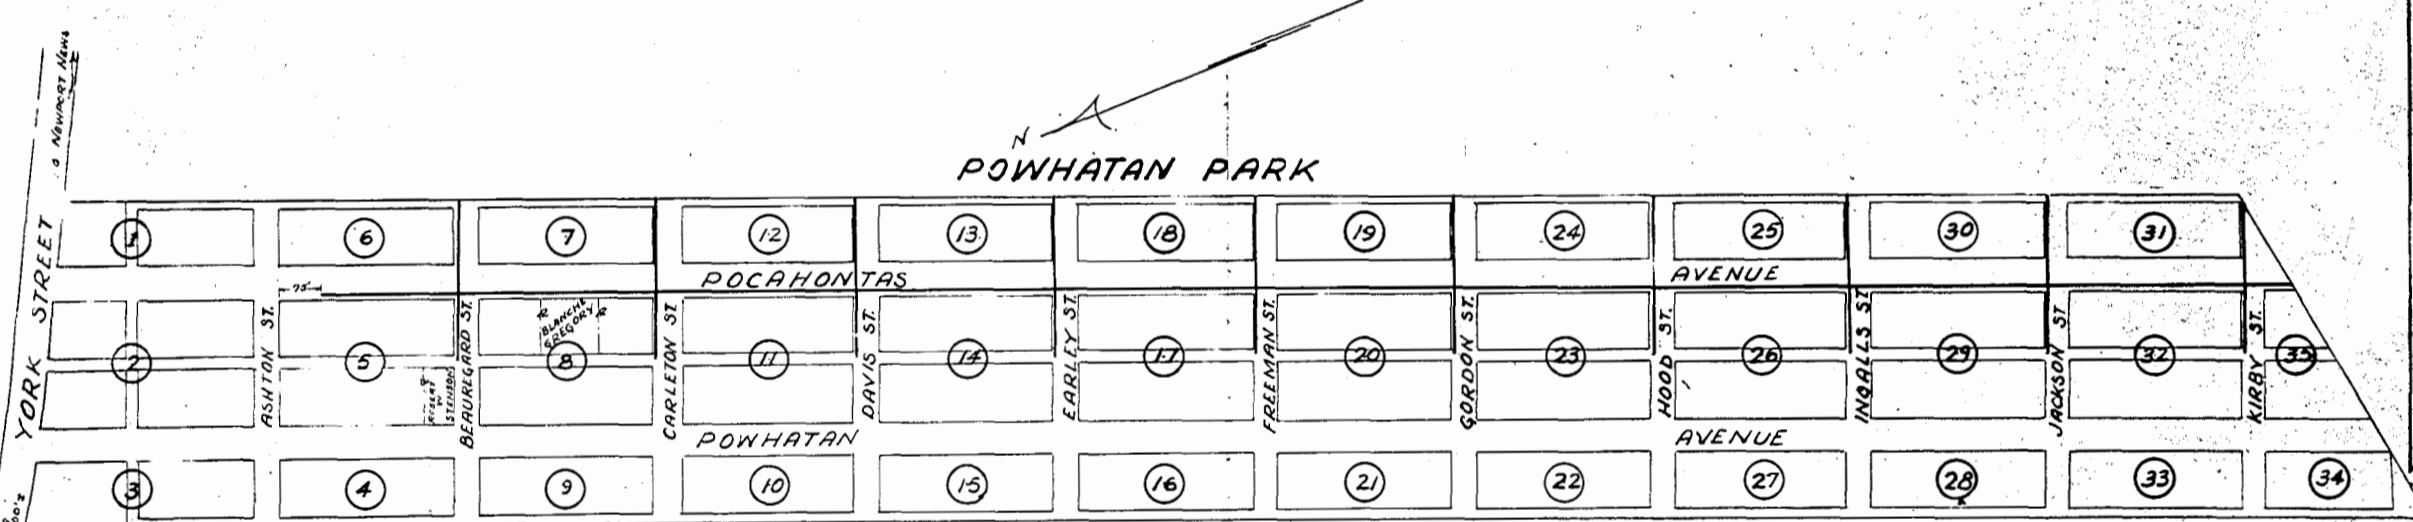 NEWPORT NEWS
N
POWHATAN PARK
1
6
7
12
13
18
19
24
25
30
31
POCAHONTAS
AVENUE
75'
YORK STREET
ASHTON ST.
BEAUREGARD ST.
CARLETON ST
DAVIS ST.
EARLEY ST.
FREEMAN ST.
GORDON ST.
HOOD ST.
INGALLS ST
JACKSON ST
KIRBY ST.
BLANCHE
GREGORY
2
5
8
11
14
17
20
23
26
29
32
35
ROBERT
W
STENSON
POWHATAN
AVENUE
3
4
9
10
15
16
21
22
27
28
33
34